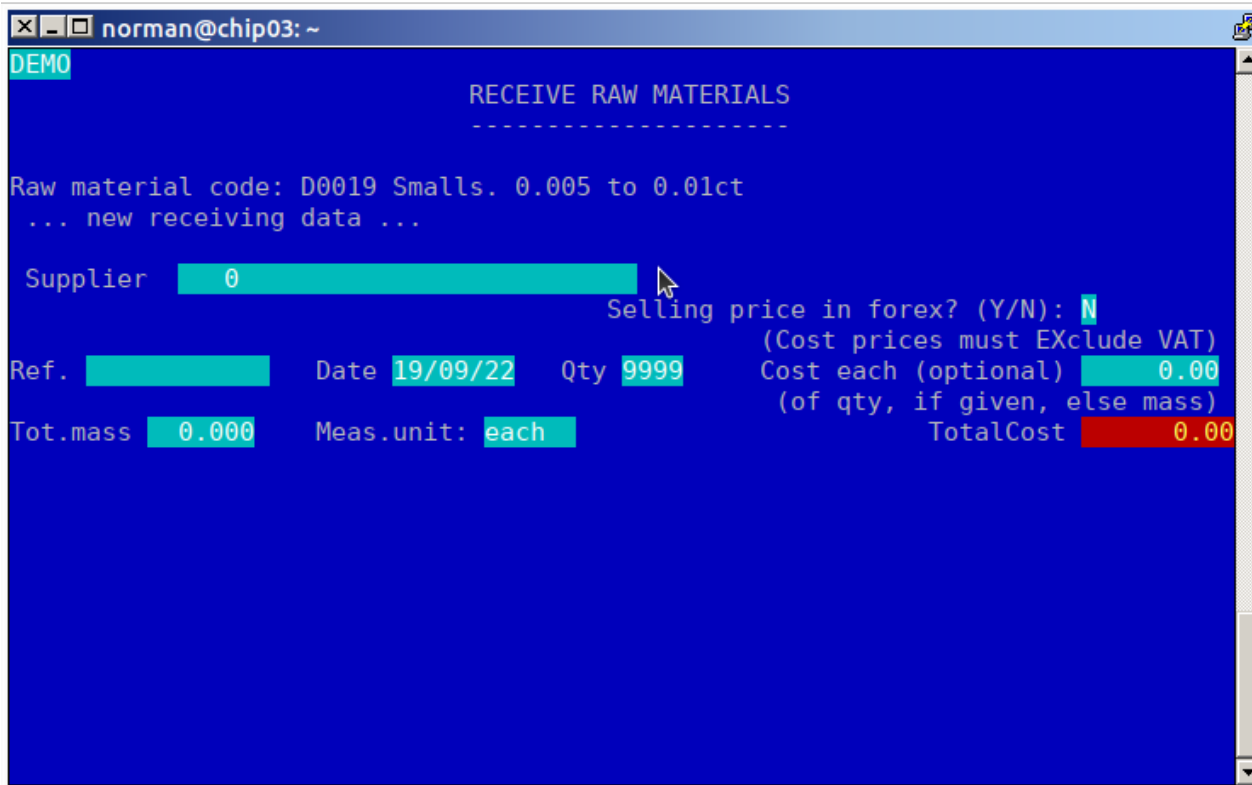 norman@chip03: ~
DEMO
RECEIVE RAW MATERIALS
---------------------
Raw material code: D0019 Smalls. 0.005 to 0.01ct
... new receiving data ...
Supplier 0
Selling price in forex? (Y/N): N
(Cost prices must EXclude VAT)
Ref. Date 19/09/22 Qty 9999 Cost each (optional) 0.00
(of qty, if given, else mass)
Tot.mass 0.000 Meas.unit: each TotalCost 0.00